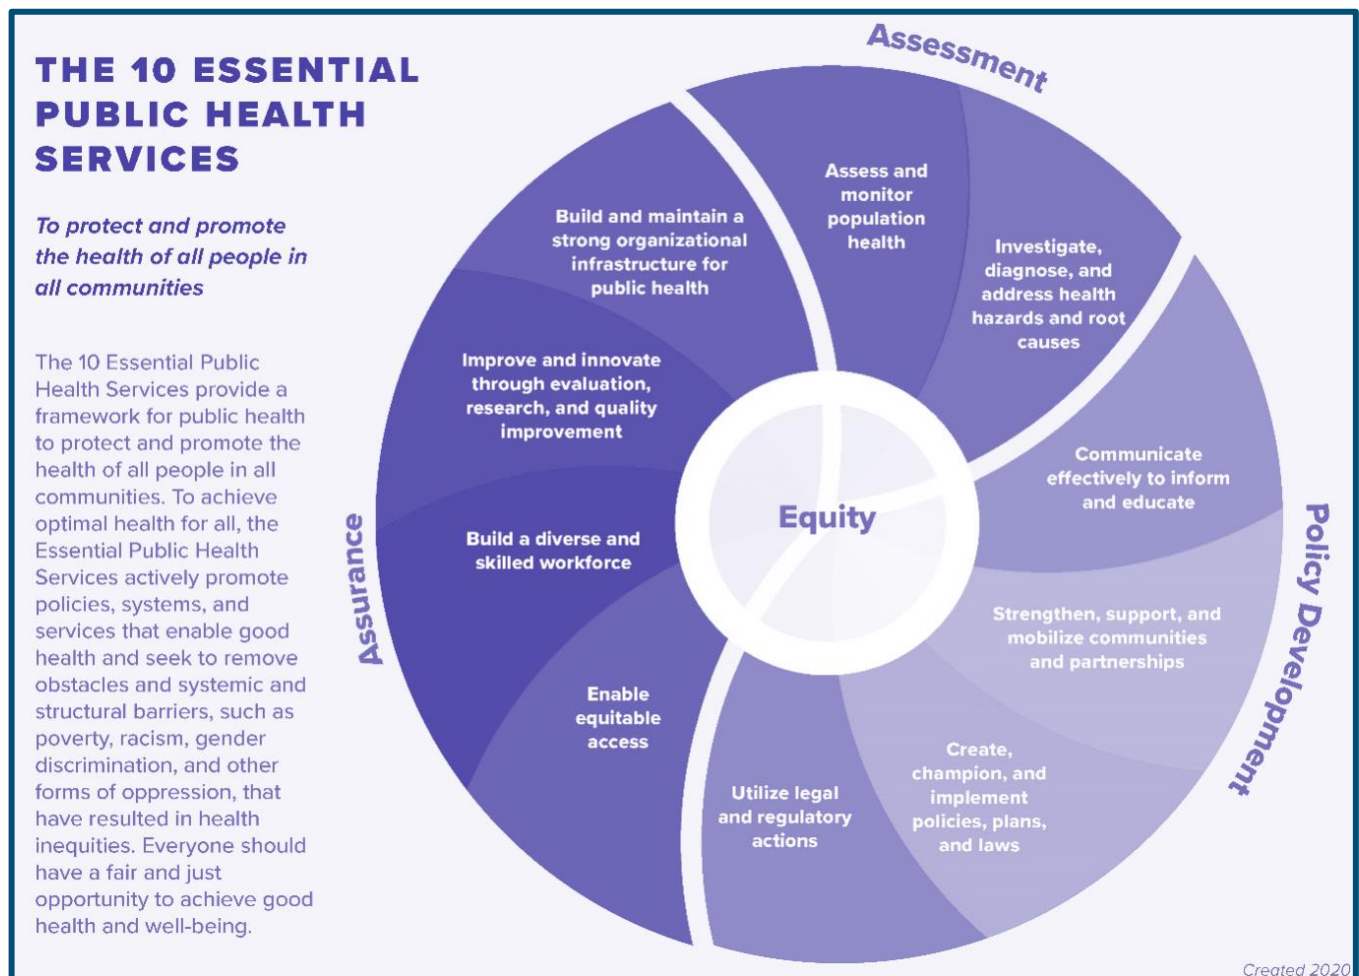 THE 10 ESSENTIAL
PUBLIC HEALTH
SERVICES
To protect and promote
the health of all people in
all communities
The 10 Essential Public
Health Services provide a
framework for public health
to protect and promote the
health of all people in all
communities. To achieve
optimal health for all, the
Essential Public Health
Services actively promote
policies, systems, and
services that enable good
health and seek to remove
obstacles and systemic and
structural barriers, such as
poverty, racism, gender
discrimination, and other
forms of oppression, that
have resulted in health
inequities. Everyone should
have a fair and just
opportunity to achieve good
health and well-being.
Assessment
Assess and
monitor
population
health
Investigate,
diagnose, and
address health
hazards and root
causes
Policy Development
Communicate
effectively to inform
and educate
Strengthen, support, and
mobilize communities
and partnerships
Create,
champion, and
implement
policies, plans,
and laws
Utilize legal
and regulatory
actions
Assurance
Enable
equitable
access
Build a diverse and
skilled workforce
Improve and innovate
through evaluation,
research, and quality
improvement
Build and maintain a
strong organizational
infrastructure for
public health
Equity
Created 2020